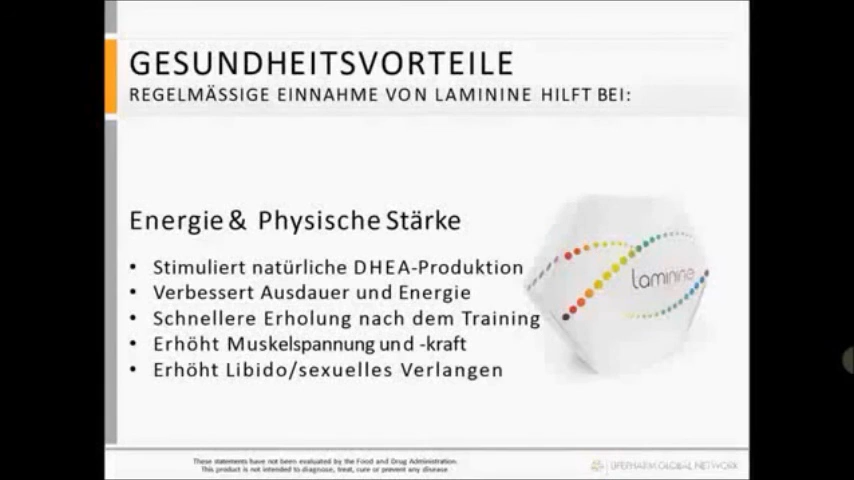 GESUNDHEITSVORTEILE
REGELMÄSSIGE EINNAHME VON LAMININE HILFT BEI:
Energie & Physische Stärke
• Stimuliert natürliche DHEA-Produktion
• Verbessert Ausdauer und Energie
• Schnellere Erholung nach dem Training
• Erhöht Muskelspannung und -kraft
• Erhöht Libido/sexuelles Verlangen
laminine
These statements have not been evaluated by the Food and Drug Administration.
This product is not intended to diagnose, treat, cure or prevent any disease
LIFEPHARM GLOBAL NETWORK